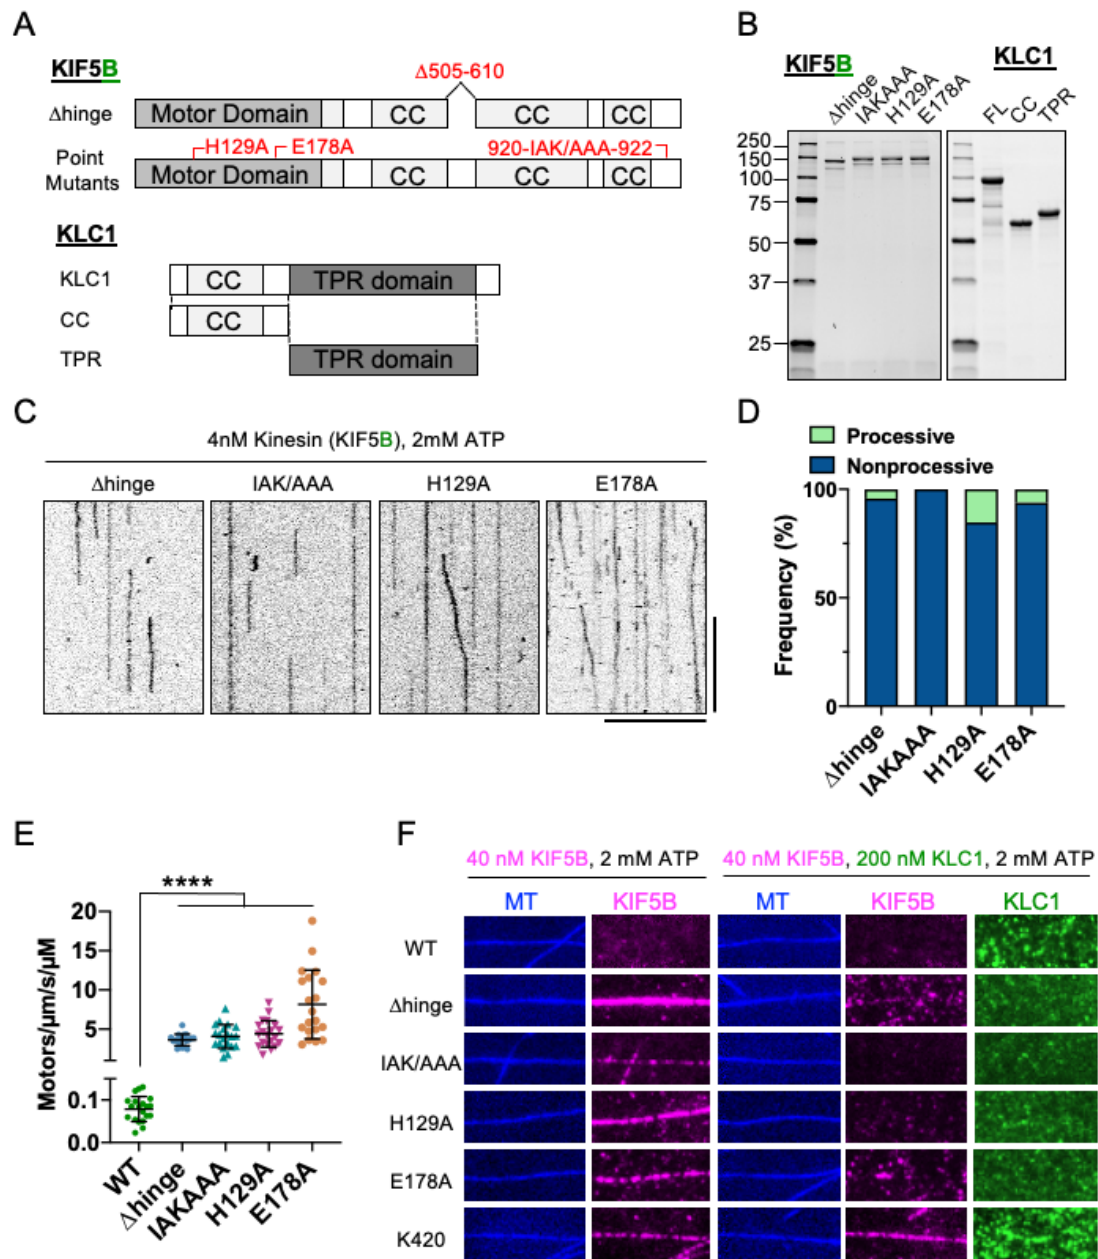 A
KIF5B
Δ505-610
Δhinge
Motor Domain
CC
CC
CC
H129A
E178A
920-IAK/AAA-922
Point
Mutants
Motor Domain
CC
CC
CC
KLC1
KLC1
CC
TPR domain
CC
CC
TPR
TPR domain
B
KIF5B
KLC1
Δhinge
IAKAAA
H129A
E178A
FL
CC
TPR
250
150
100
75
50
37
25
C
4nM Kinesin (KIF5B), 2mM ATP
Δhinge
IAK/AAA
H129A
E178A
D
Processive
Nonprocessive
Frequency (%)
100
50
0
Δhinge
IAKAAA
H129A
E178A
E
****
Motors/μm/s/μM
20
15
10
5
0.1
0.0
WT
Δhinge
IAKAAA
H129A
E178A
F
40 nM KIF5B, 2 mM ATP
40 nM KIF5B, 200 nM KLC1, 2 mM ATP
MT
KIF5B
MT
KIF5B
KLC1
WT
Δhinge
IAK/AAA
H129A
E178A
K420